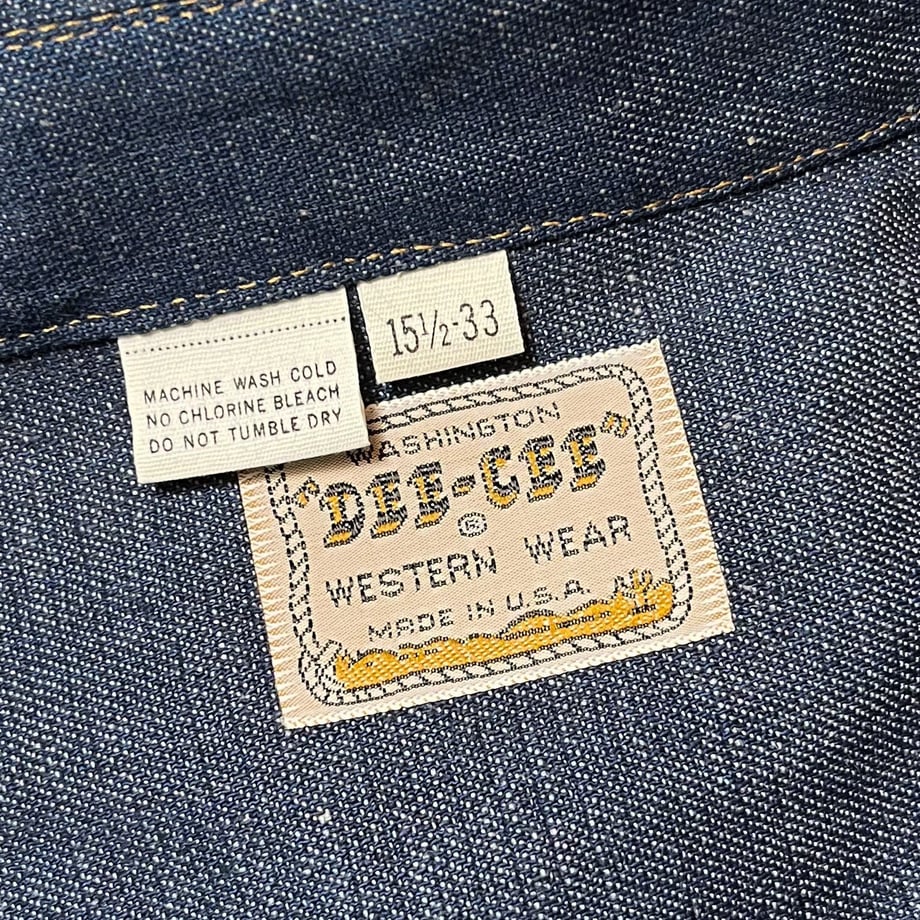 MACHINE WASH COLD
NO CHLORINE BLEACH
DO NOT TUMBLE DRY
15½-33
WASHINGTON
"DEE-CEE"
®
WESTERN WEAR
MADE IN U.S.A.